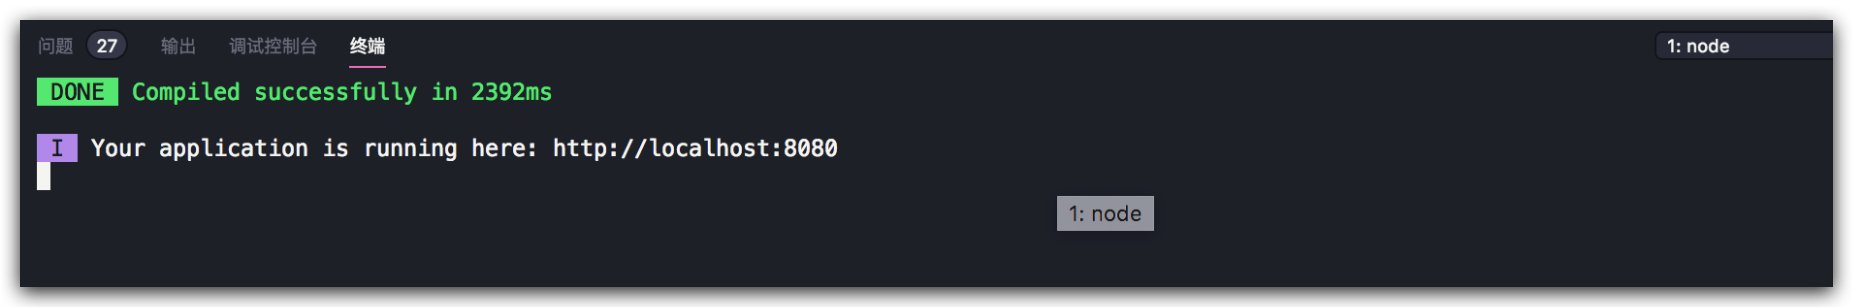 问题 27 输出 调试控制台 终端 1: node
DONE Compiled successfully in 2392ms
I Your application is running here: http://localhost:8080
1: node